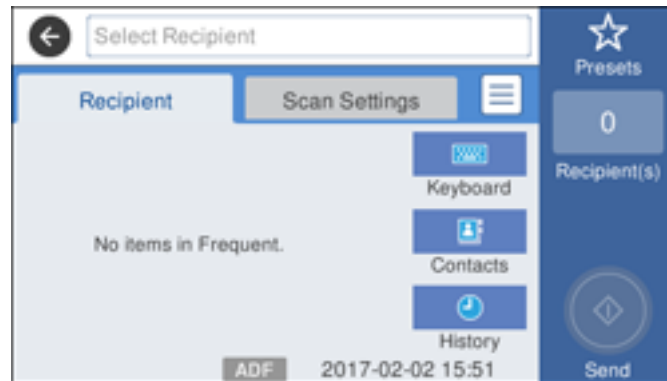 Select Recipient
Presets
Recipient
Scan Settings
0
Recipient(s)
Keyboard
No items in Frequent.
Contacts
History
ADF
2017-02-02 15:51
Send